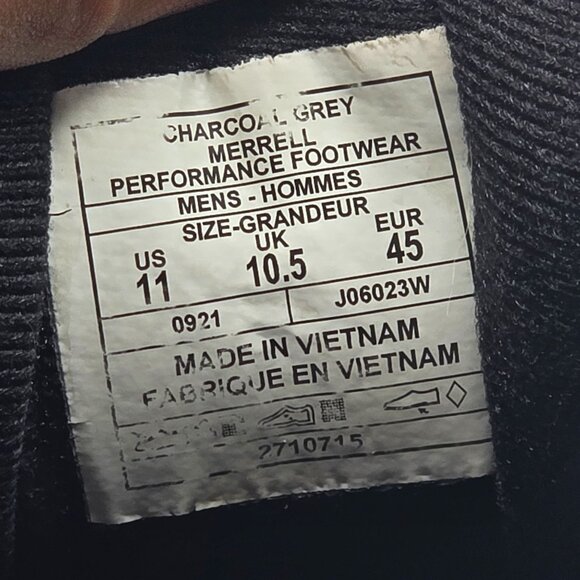 CHARCOAL GREY
MERRELL
PERFORMANCE FOOTWEAR
MENS - HOMMES
SIZE-GRANDEUR
US UK EUR
11 10.5 45
0921 J06023W
MADE IN VIETNAM
FABRIQUE EN VIETNAM
2710715